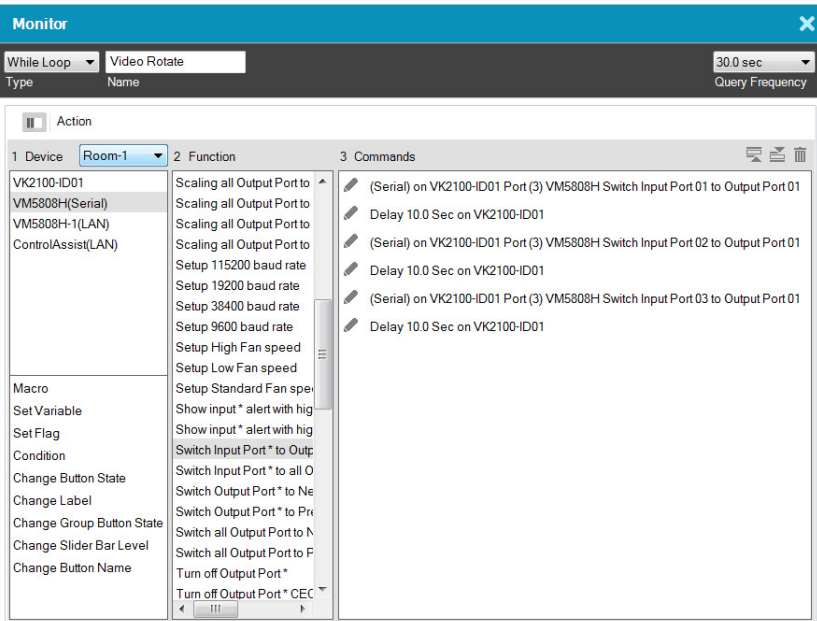 Monitor
While Loop Video Rotate 30.0 sec
Type Name Query Frequency
Action
1 Device Room-1 2 Function 3 Commands
VK2100-ID01
VM5808H(Serial)
VM5808H-1(LAN)
ControlAssist(LAN)
Macro
Set Variable
Set Flag
Condition
Change Button State
Change Label
Change Group Button State
Change Slider Bar Level
Change Button Name
Scaling all Output Port to
Scaling all Output Port to
Scaling all Output Port to
Scaling all Output Port to
Setup 115200 baud rate
Setup 19200 baud rate
Setup 38400 baud rate
Setup 9600 baud rate
Setup High Fan speed
Setup Low Fan speed
Setup Standard Fan spe
Show input * alert with hig
Show input * alert with hig
Switch Input Port * to Outp
Switch Input Port * to all O
Switch Output Port * to Ne
Switch Output Port * to Pre
Switch all Output Port to N
Switch all Output Port to P
Turn off Output Port *
Turn off Output Port * CEC
(Serial) on VK2100-ID01 Port (3) VM5808H Switch Input Port 01 to Output Port 01
Delay 10.0 Sec on VK2100-ID01
(Serial) on VK2100-ID01 Port (3) VM5808H Switch Input Port 02 to Output Port 01
Delay 10.0 Sec on VK2100-ID01
(Serial) on VK2100-ID01 Port (3) VM5808H Switch Input Port 03 to Output Port 01
Delay 10.0 Sec on VK2100-ID01